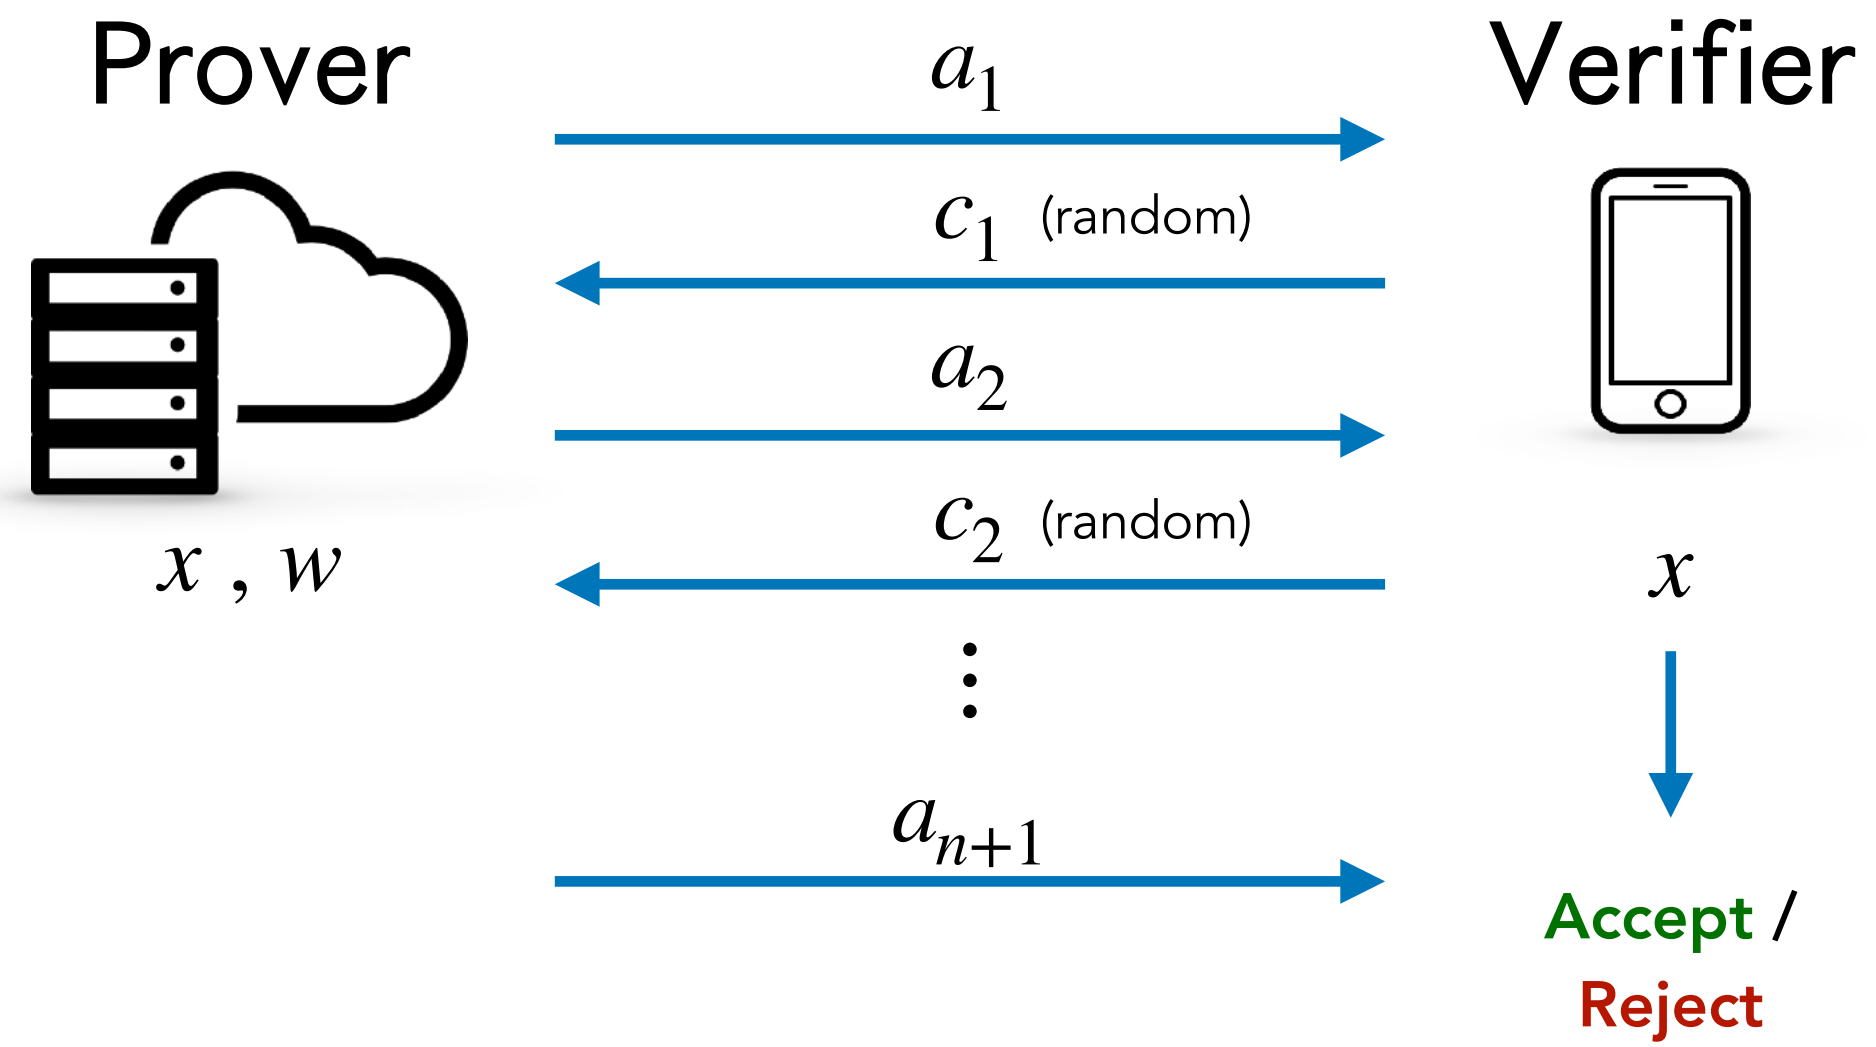 Prover
Verifier
a₁
c₁ (random)
a₂
c₂ (random)
x , w
x
⋮
aₙ₊₁
Accept /
Reject